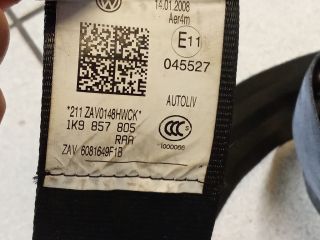 14.01.2008
Aer4m
E11
045527
AUTOLIV
*211 ZAV0148HWCK*
1K9 857 805
RAA
ZAV 6081649F1B